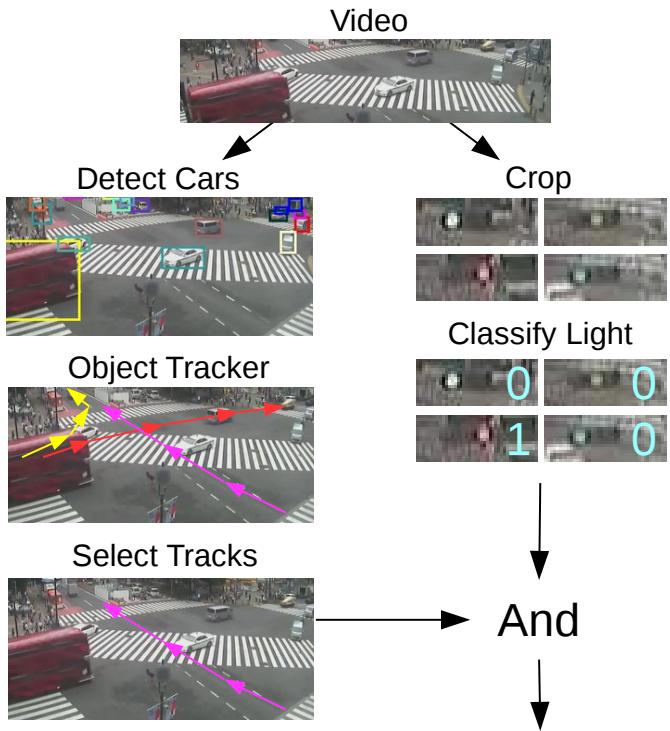 Video
Detect Cars
Crop
Classify Light
0 0
1 0
Object Tracker
Select Tracks
And